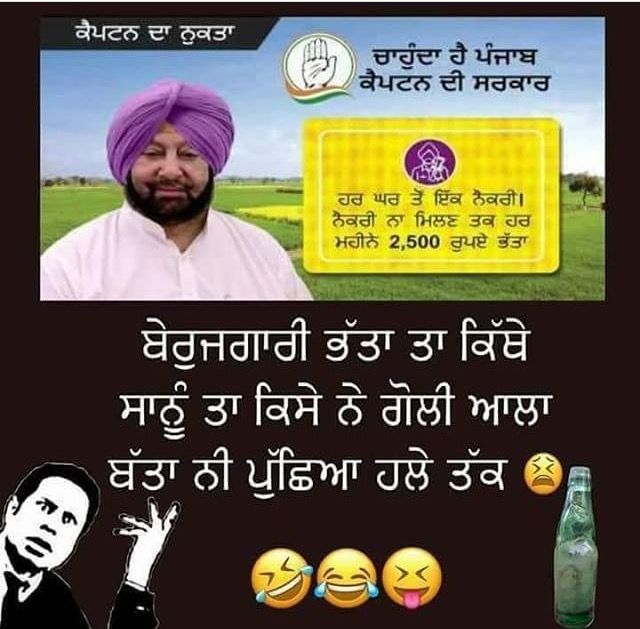 ਕੈਪਟਨ ਦਾ ਨੁਕਤਾ
ਚਾਹੁੰਦਾ ਹੈ ਪੰਜਾਬ
ਕੈਪਟਨ ਦੀ ਸਰਕਾਰ
ਹਰ ਘਰ ਤੋਂ ਇੱਕ ਨੌਕਰੀ।
ਨੌਕਰੀ ਨਾ ਮਿਲਣ ਤਕ ਹਰ
ਮਹੀਨੇ 2,500 ਰੁਪਏ ਭੱਤਾ
ਬੇਰੁਜਗਾਰੀ ਭੱਤਾ ਤਾ ਕਿੱਥੇ
ਸਾਨੂੰ ਤਾ ਕਿਸੇ ਨੇ ਗੋਲੀ ਆਲਾ
ਬੱਤਾ ਨੀ ਪੁੱਛਿਆ ਹਲੇ ਤੱਕ 😫
🤣😂😝